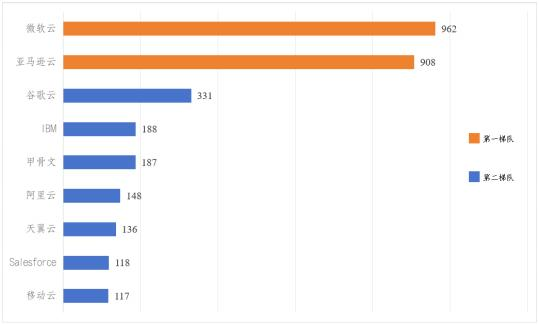 微软云 962
亚马逊云 908
谷歌云 331
IBM 188
甲骨文 187
阿里云 148
天翼云 136
Salesforce 118
移动云 117
第一梯队
第二梯队